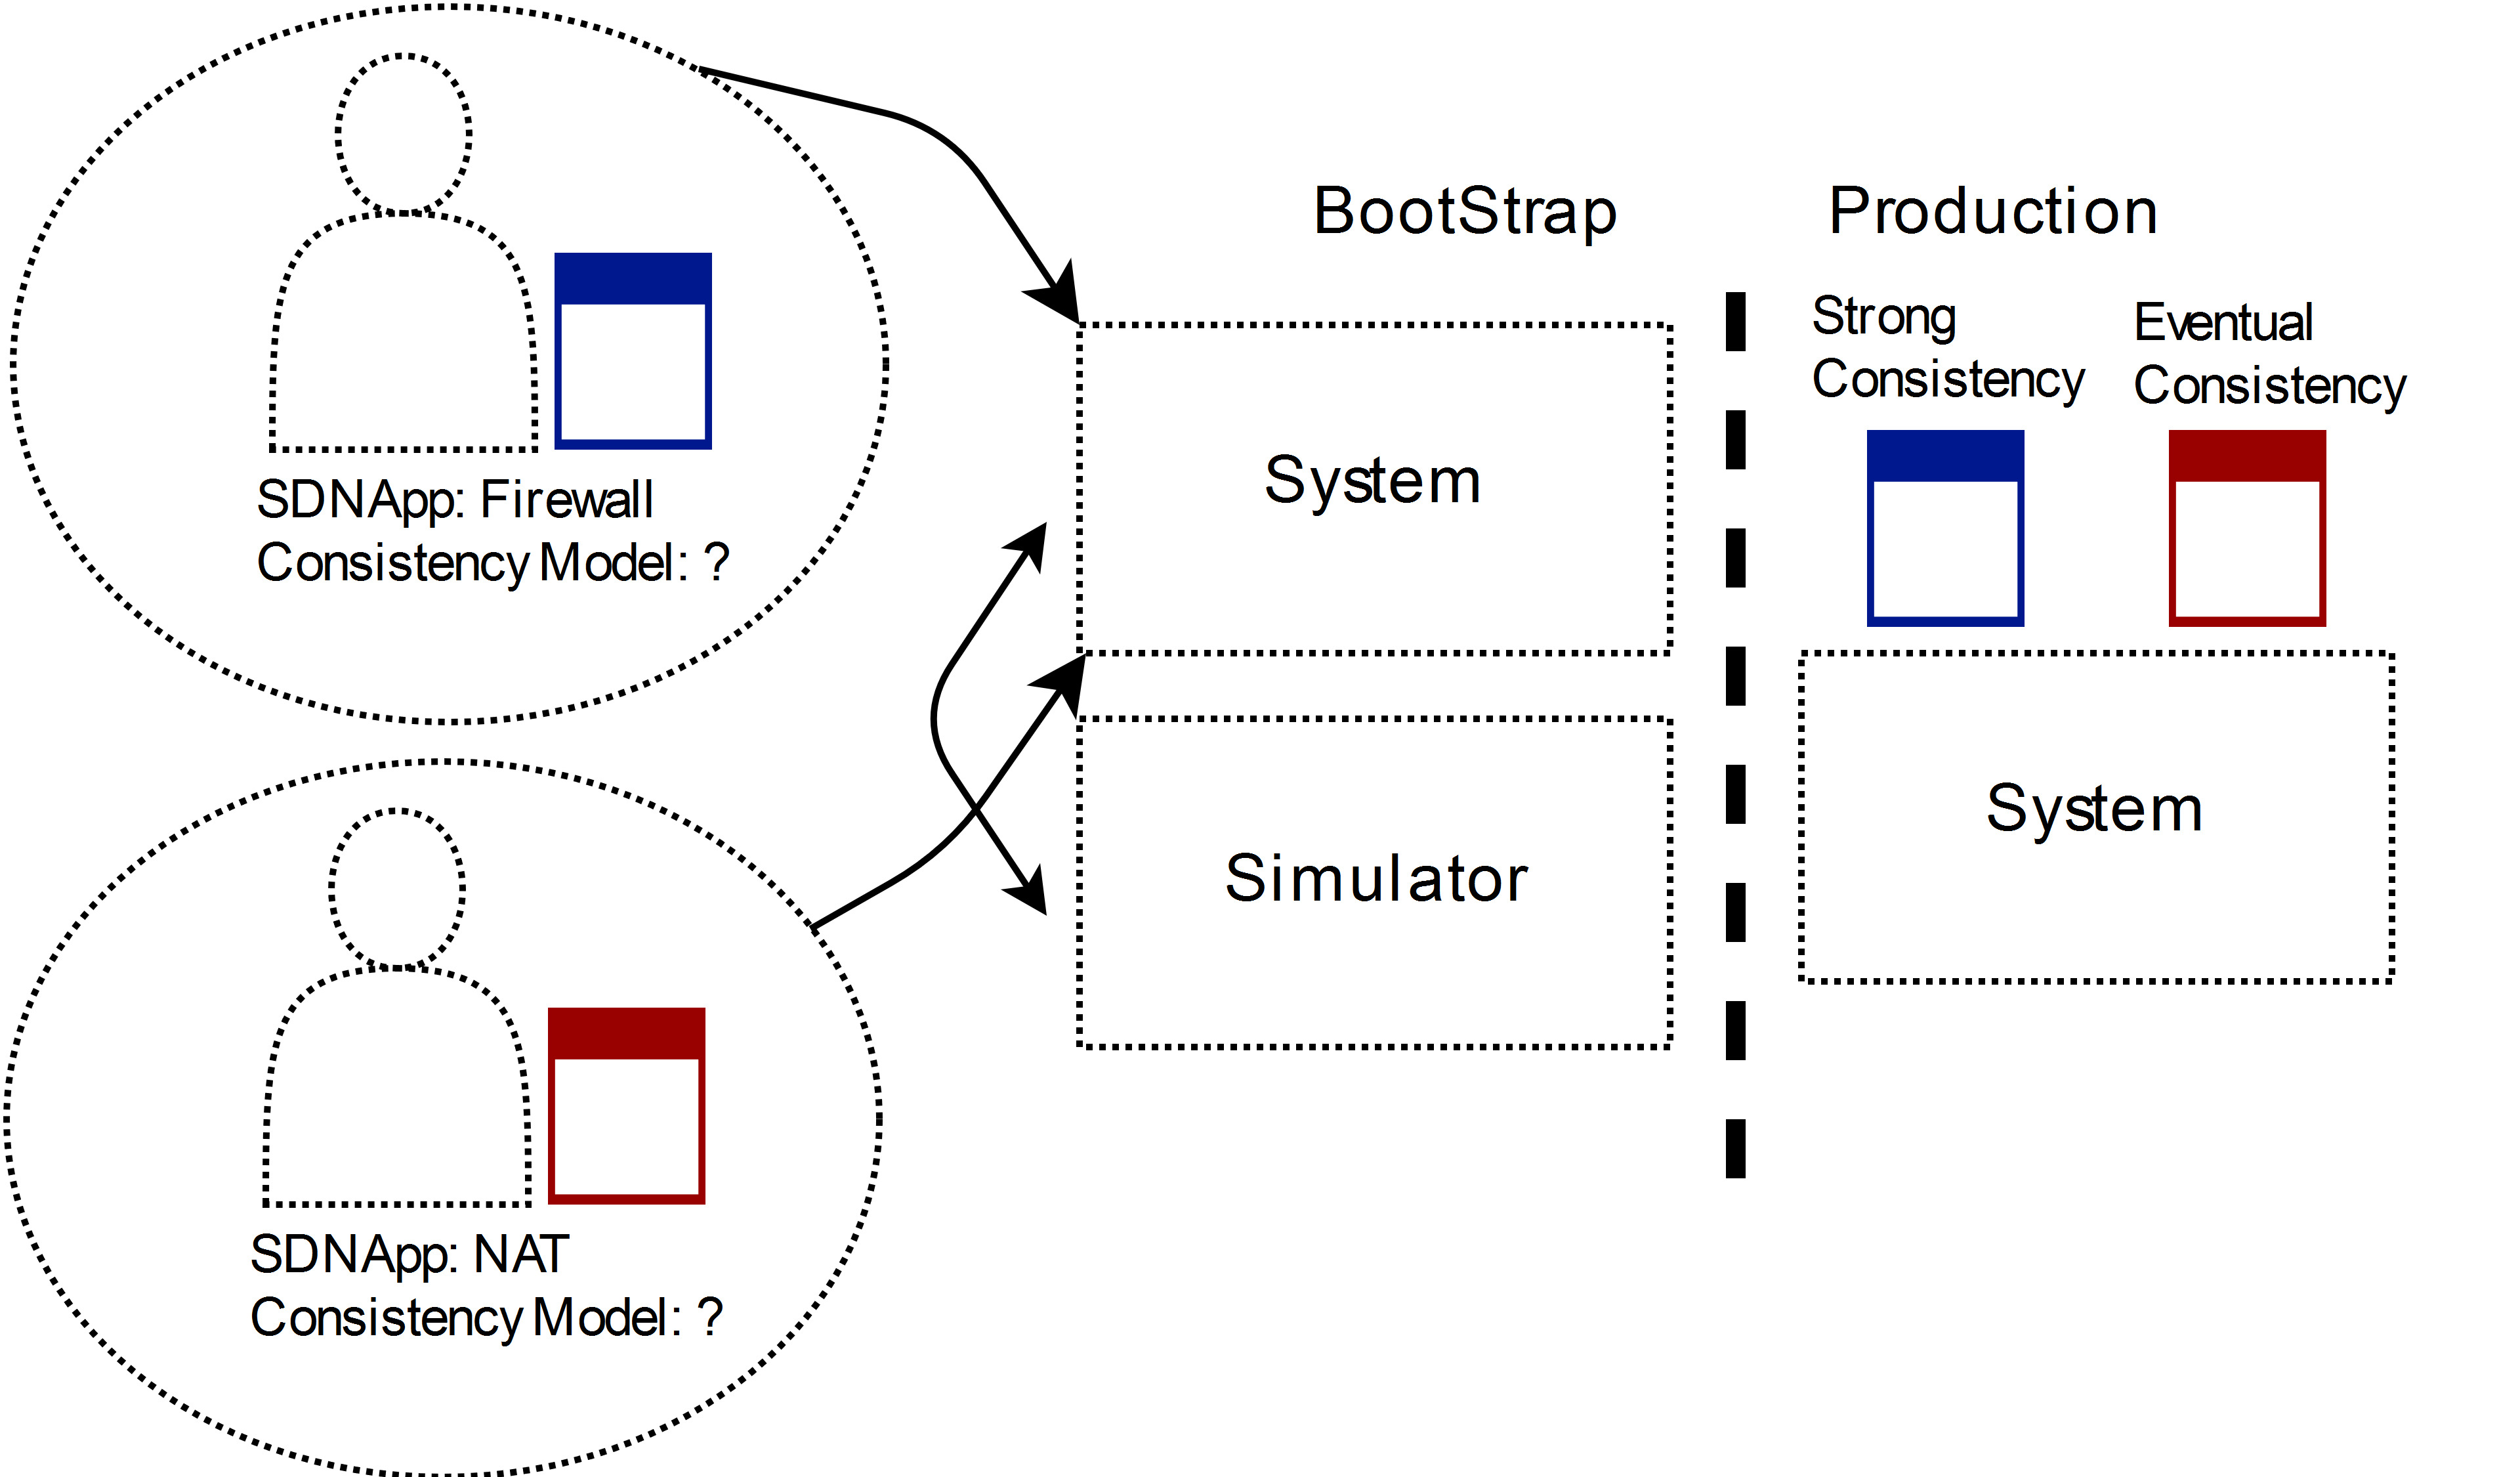 SDNApp: Firewall
Consistency Model: ?
SDNApp: NAT
Consistency Model: ?
BootStrap
System
Simulator
Production
Strong
Consistency
Eventual
Consistency
System